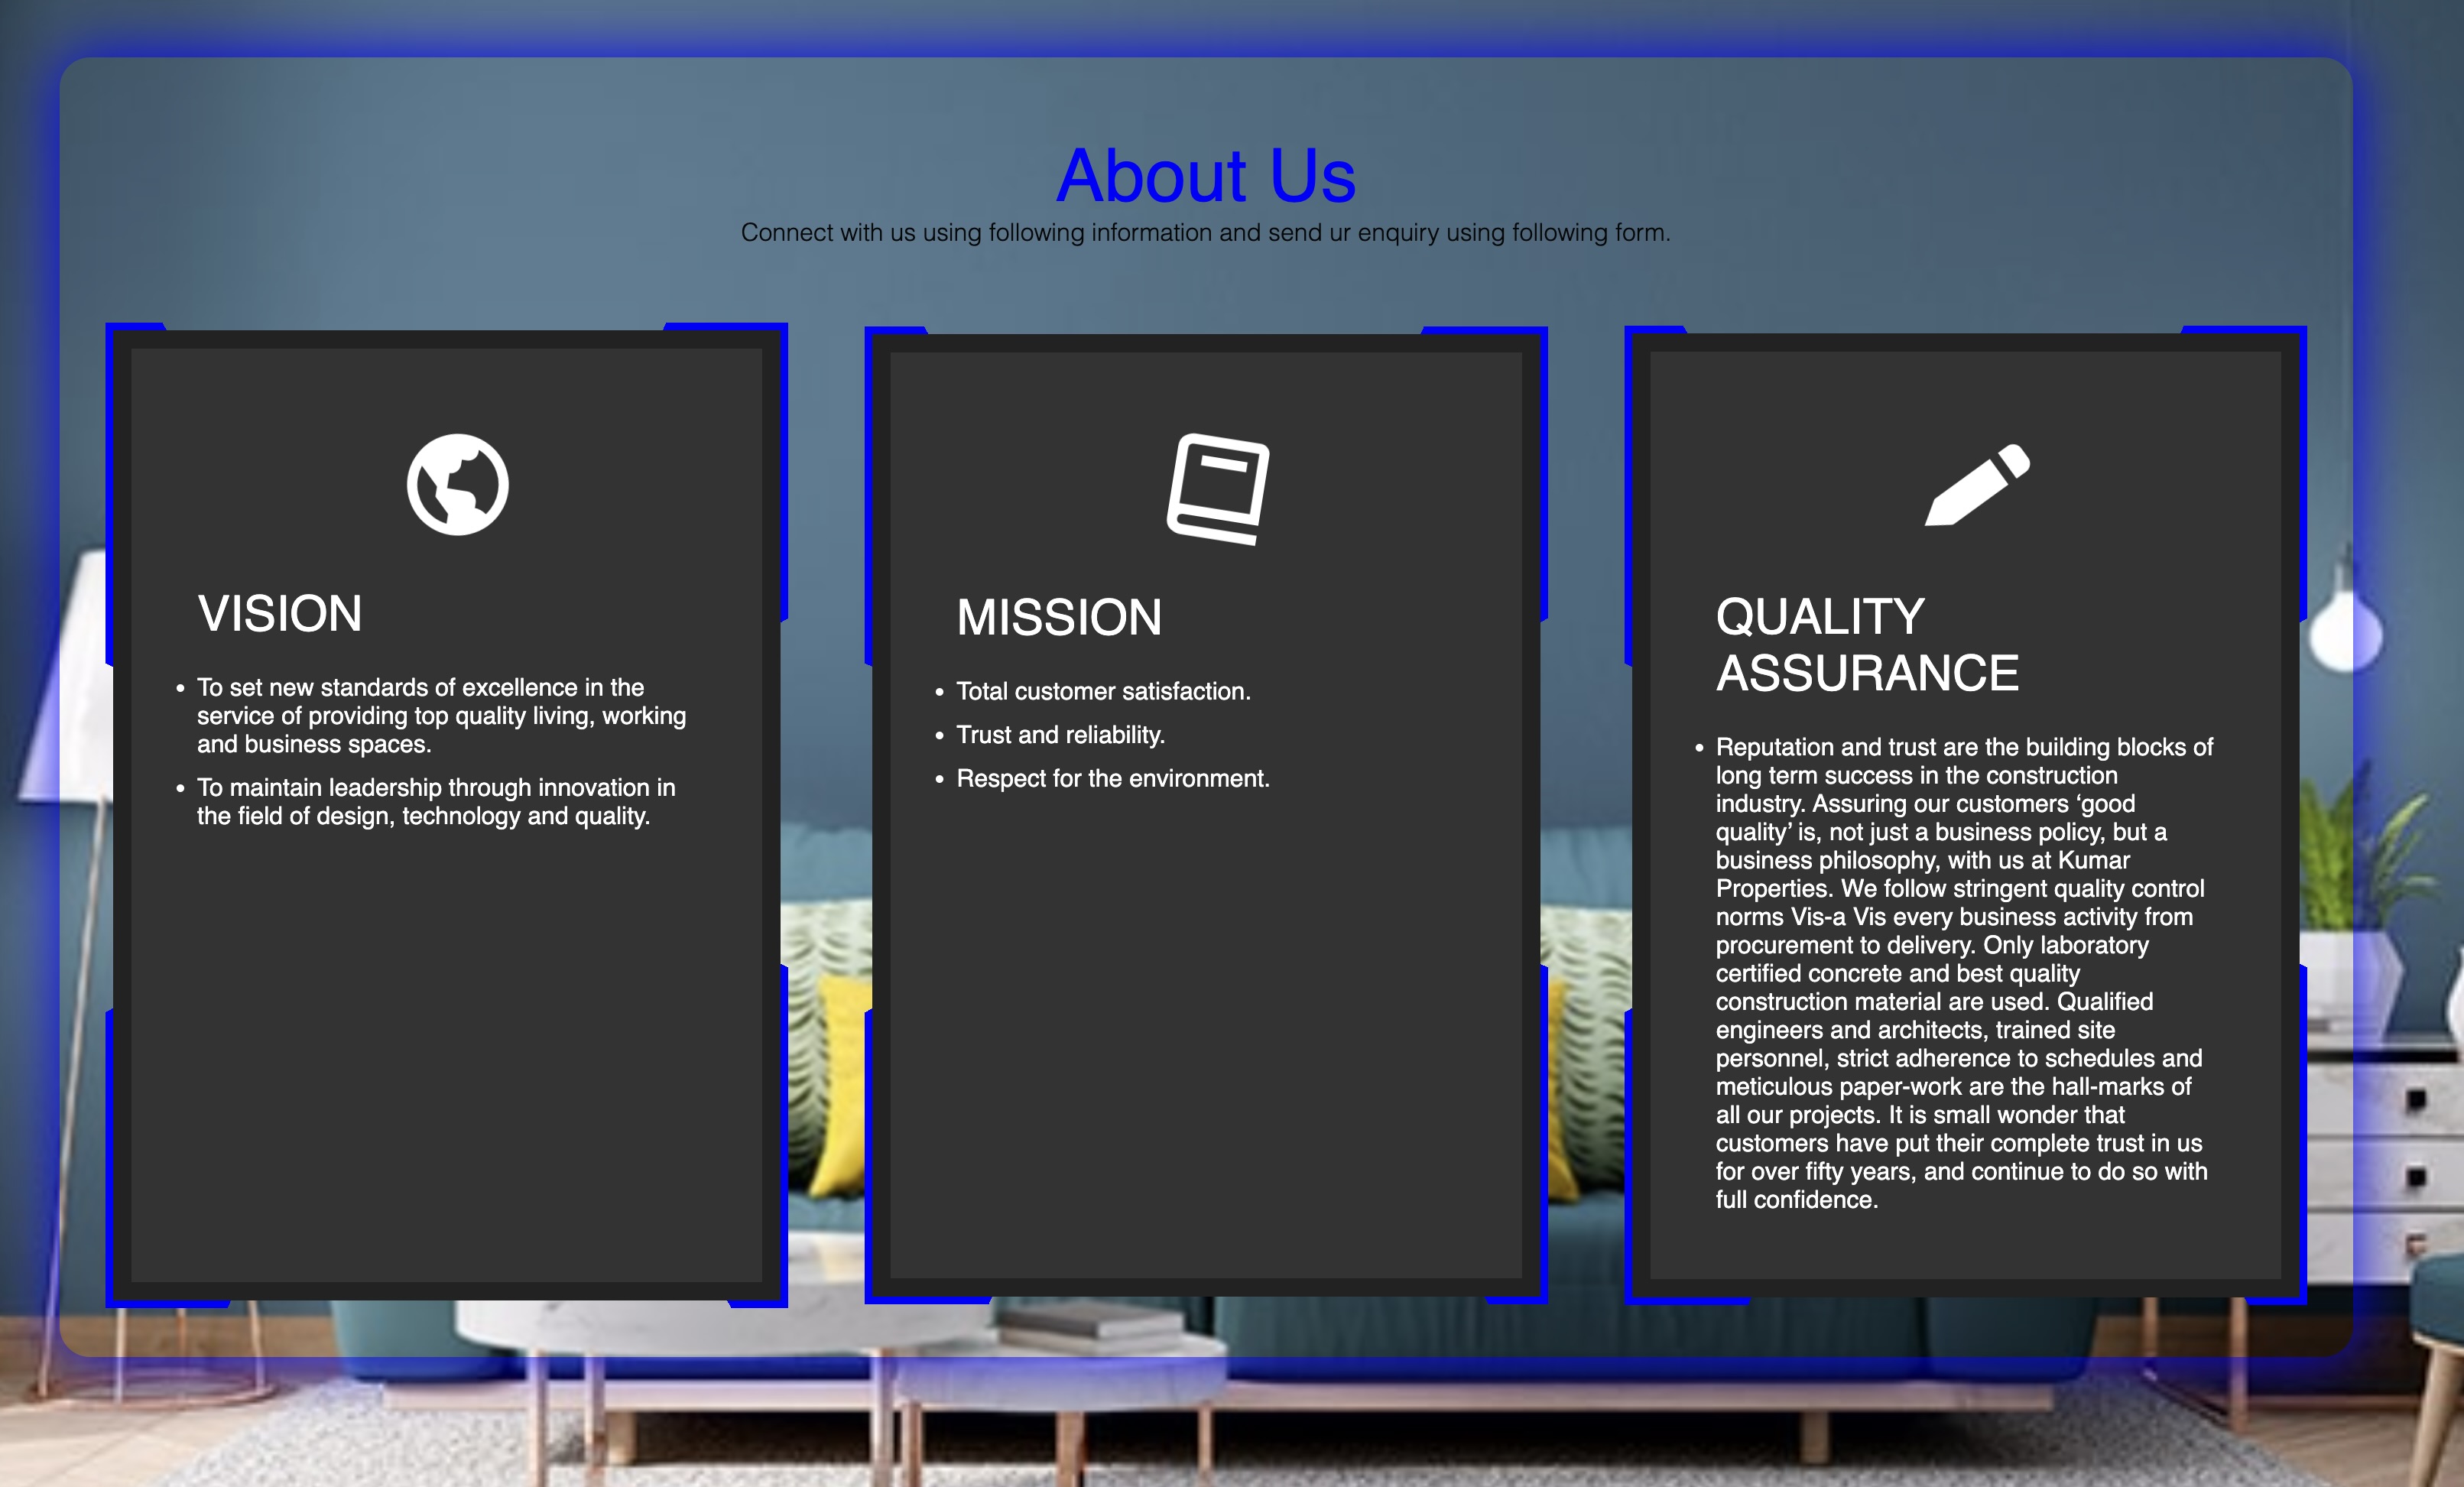 About Us
Connect with us using following information and send ur enquiry using following form.
VISION
• To set new standards of excellence in the
service of providing top quality living, working
and business spaces.
• To maintain leadership through innovation in
the field of design, technology and quality.
MISSION
• Total customer satisfaction.
• Trust and reliability.
• Respect for the environment.
QUALITY
ASSURANCE
• Reputation and trust are the building blocks of
long term success in the construction
industry. Assuring our customers ‘good
quality’ is, not just a business policy, but a
business philosophy, with us at Kumar
Properties. We follow stringent quality control
norms Vis-a Vis every business activity from
procurement to delivery. Only laboratory
certified concrete and best quality
construction material are used. Qualified
engineers and architects, trained site
personnel, strict adherence to schedules and
meticulous paper-work are the hall-marks of
all our projects. It is small wonder that
customers have put their complete trust in us
for over fifty years, and continue to do so with
full confidence.